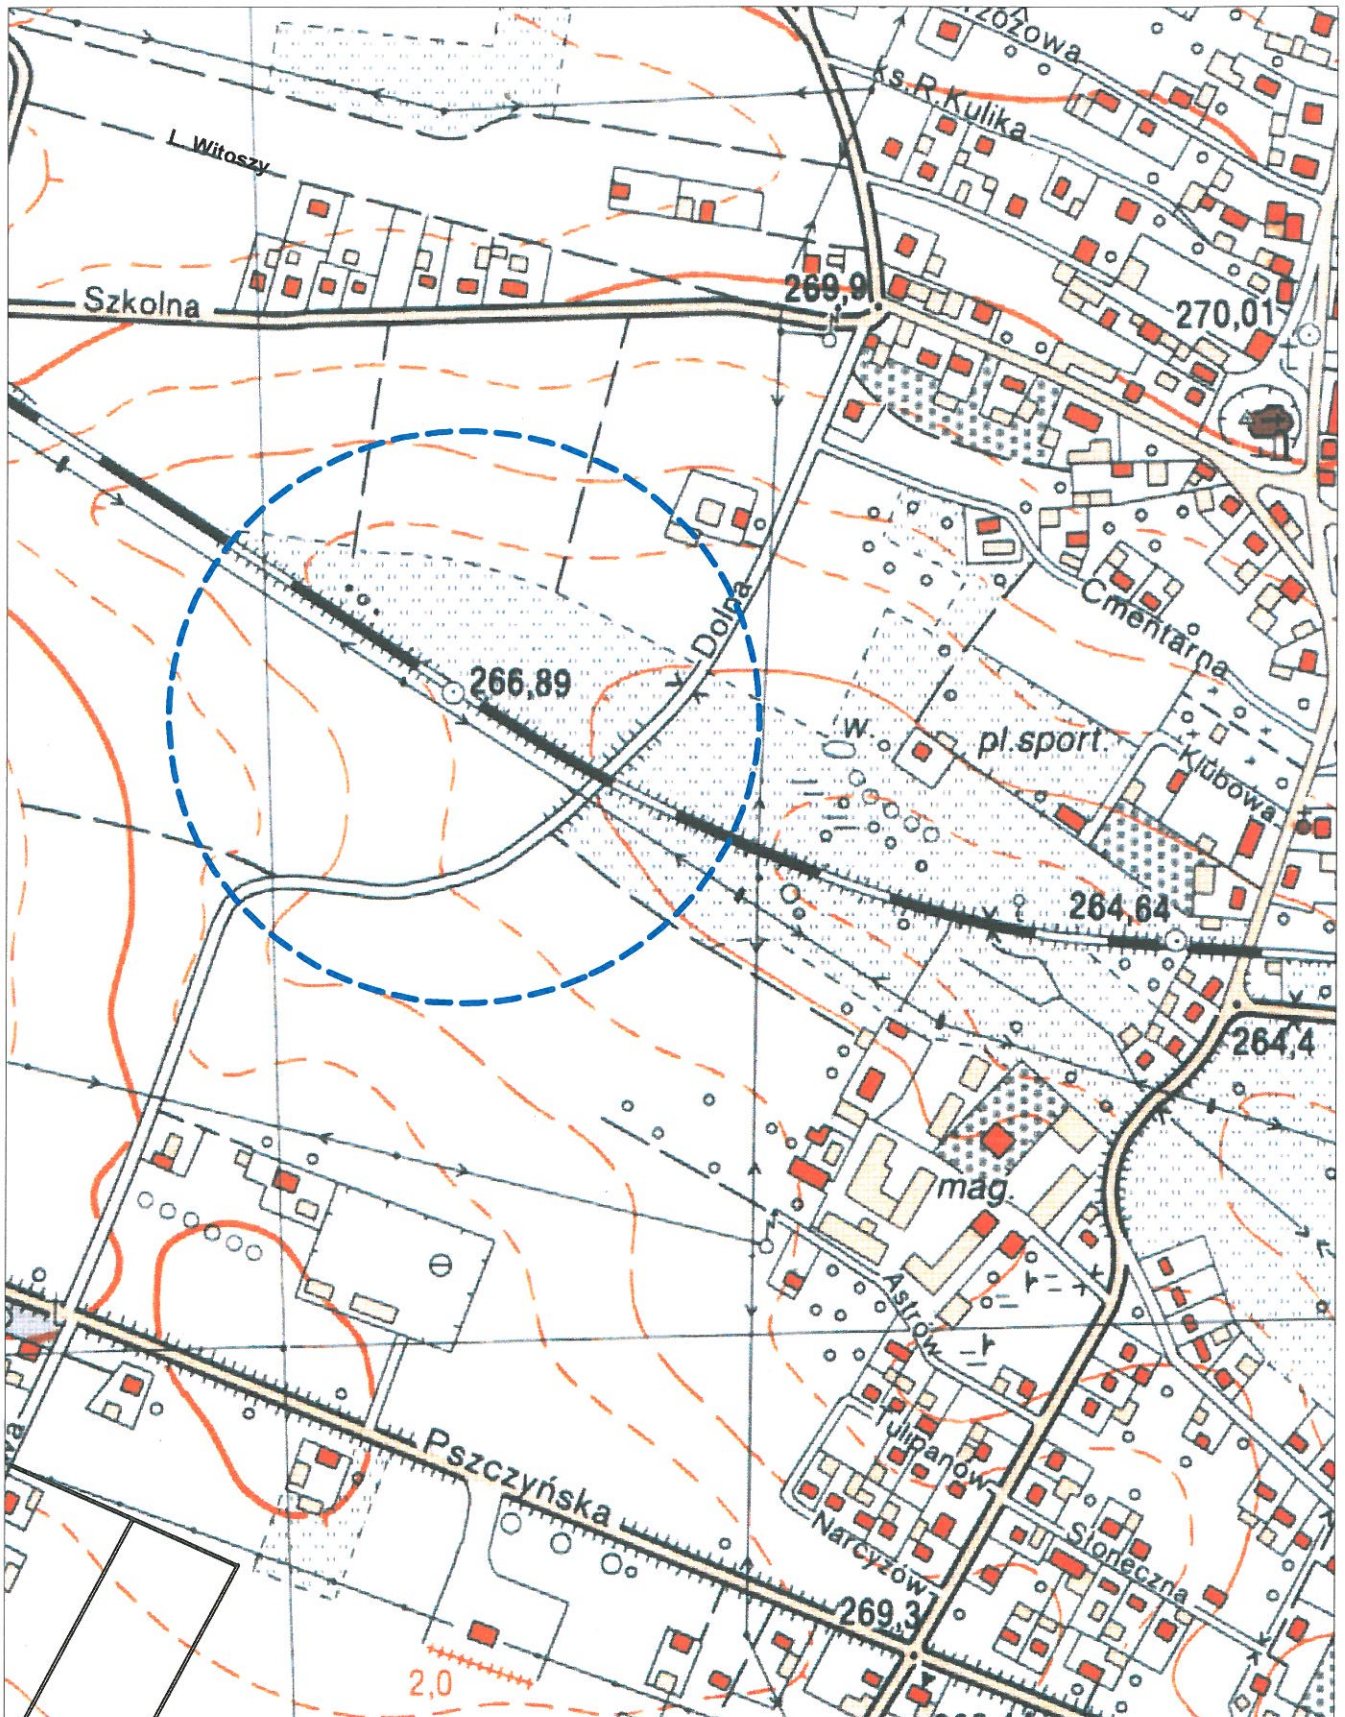 ks.R.Kulika
L. Witoszy
Szkolna
269,9
270,01
Dolna
Cmentarna
266,89
w.
pl.sport.
Klubowa
264,64
264,4
mag.
Astrów
Pszczyńska
Tulipanów
Narcyzów
Słoneczna
269,3
2,0